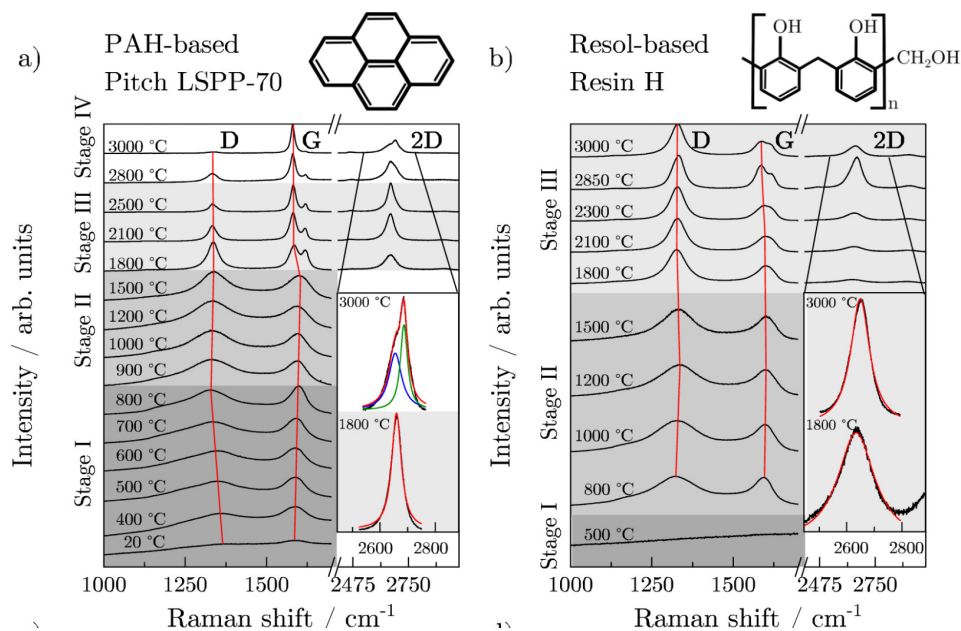 a)
PAH-based
Pitch LSPP-70
Stage IV
Stage III
Stage II
Stage I
Intensity / arb. units
D
G
2D
3000 °C
2800 °C
2500 °C
2100 °C
1800 °C
1500 °C
1200 °C
1000 °C
900 °C
800 °C
700 °C
600 °C
500 °C
400 °C
20 °C
3000 °C
1800 °C
2600 2800
1000 1250 1500 2475 2750
Raman shift / cm-1
b)
Resol-based
Resin H
OH OH
CH2OH
n
Stage III
Stage II
Stage I
Intensity / arb. units
D
G
2D
3000 °C
2850 °C
2300 °C
2100 °C
1800 °C
1500 °C
1200 °C
1000 °C
800 °C
500 °C
3000 °C
1800 °C
2600 2800
1000 1250 1500 2475 2750
Raman shift / cm-1